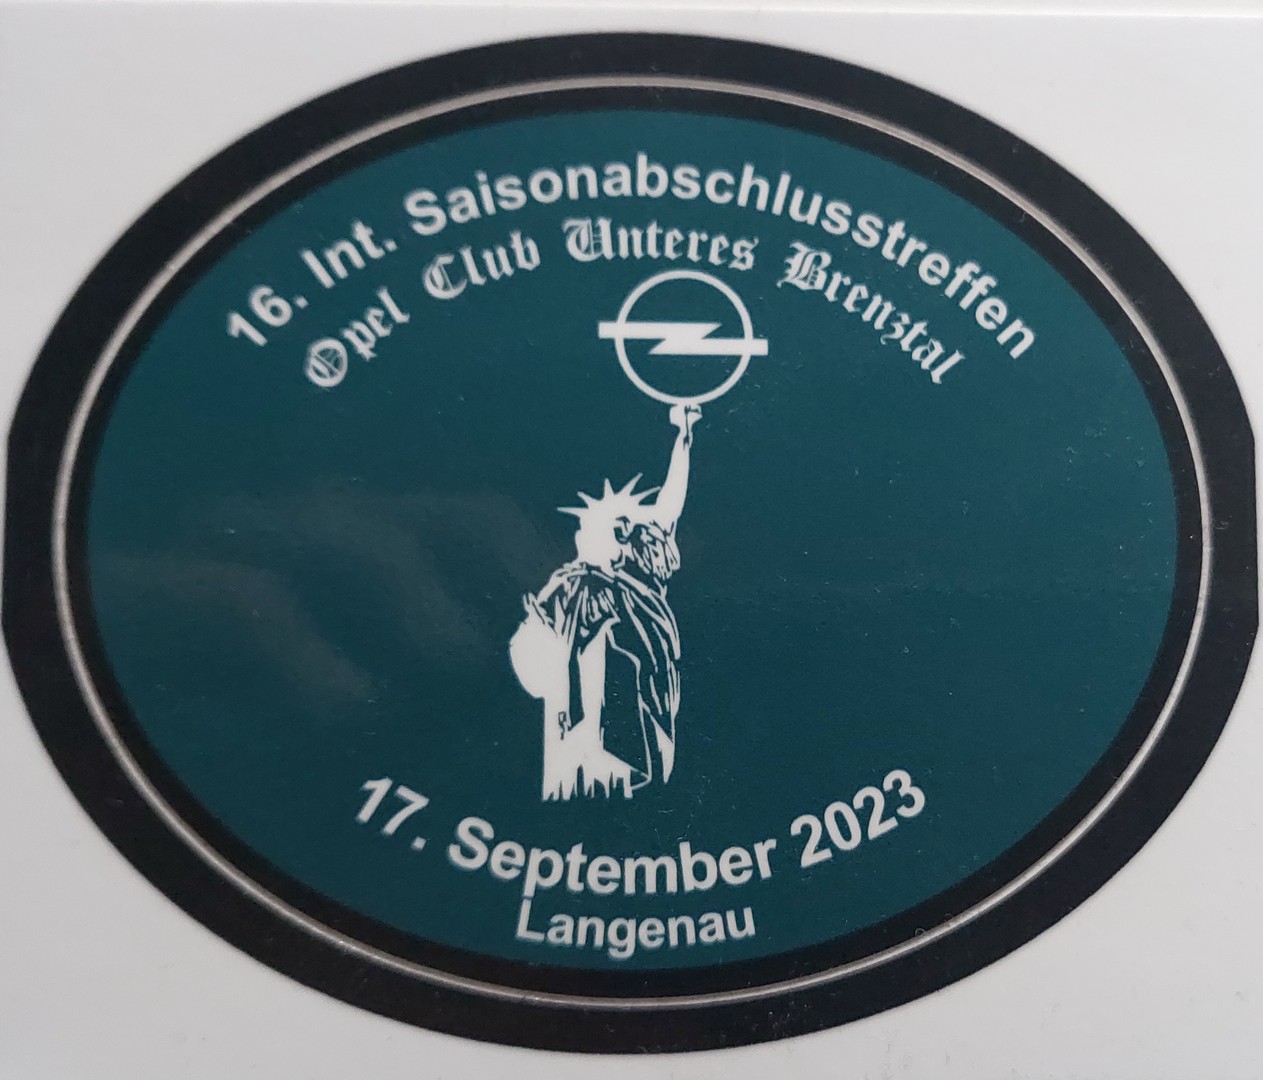 16. Int. Saisonabschlusstreffen
Opel Club Unteres Brenztal
17. September 2023
Langenau